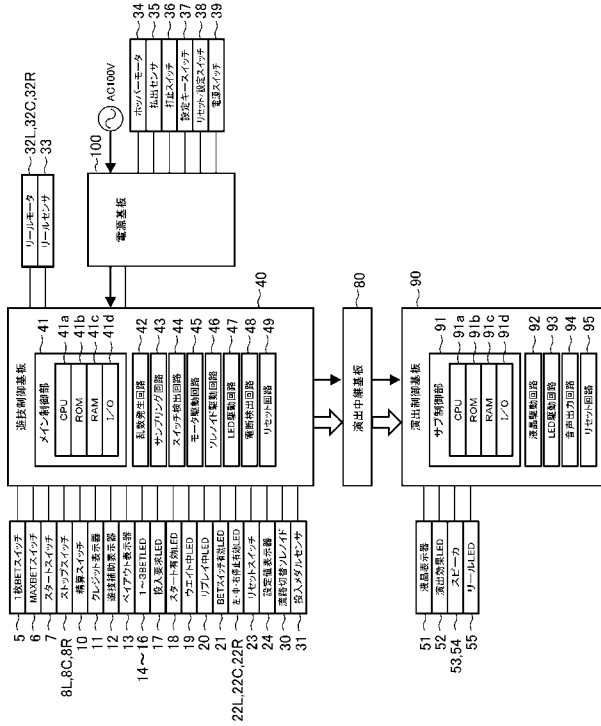 5 1枚BETスイッチ
6 MAXBETスイッチ
7 スタートスイッチ
8L,8C,8R ストップスイッチ
10 精算スイッチ
11 クレジット表示器
12 遊技補助表示器
13 ペイアウト表示器
14～16 1～3BETLED
17 投入要求LED
18 スタート有効LED
19 ウエイト中LED
20 リプレイ中LED
21 BETスイッチ有効LED
22L,22C,22R 左・中・右停止有効LED
23 リセットスイッチ
24 設定値表示器
30 流路切替ソレノイド
31 投入メダルセンサ
遊技制御基板 40
メイン制御部 41
CPU 41a
ROM 41b
RAM 41c
I/O 41d
乱数発生回路 42
サンプリング回路 43
スイッチ検出回路 44
モータ駆動回路 45
ソレノイド駆動回路 46
LED駆動回路 47
電断検出回路 48
リセット回路 49
リールモータ 32L,32C,32R
リールセンサ 33
電源基板 100
AC100V
ホッパーモータ 34
払出センサ 35
打止スイッチ 36
設定キースイッチ 37
リセット/設定スイッチ 38
電源スイッチ 39
演出中継基板 80
51 液晶表示器
52 演出効果LED
53,54 スピーカ
55 リールLED
演出制御基板 90
サブ制御部 91
CPU 91a
ROM 91b
RAM 91c
I/O 91d
液晶駆動回路 92
LED駆動回路 93
音声出力回路 94
リセット回路 95